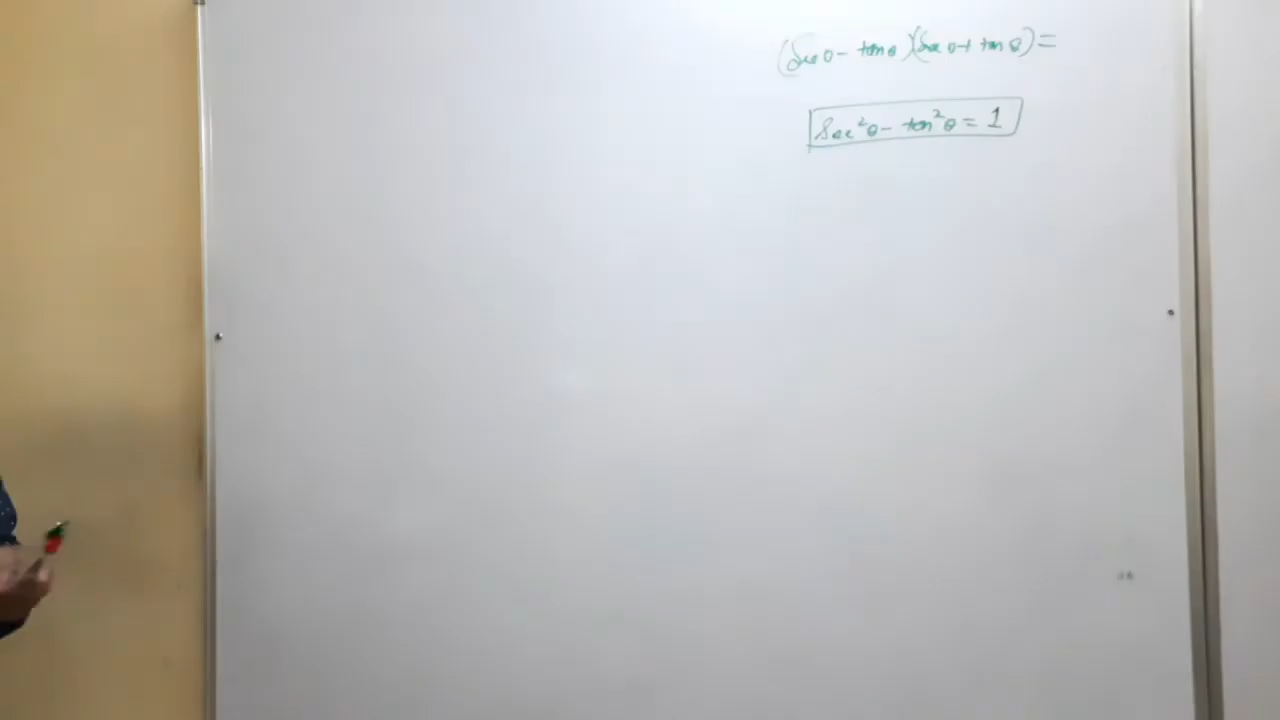 (Sec θ - tan θ)(Sec θ + tan θ) =
Sec²θ - tan²θ = 1